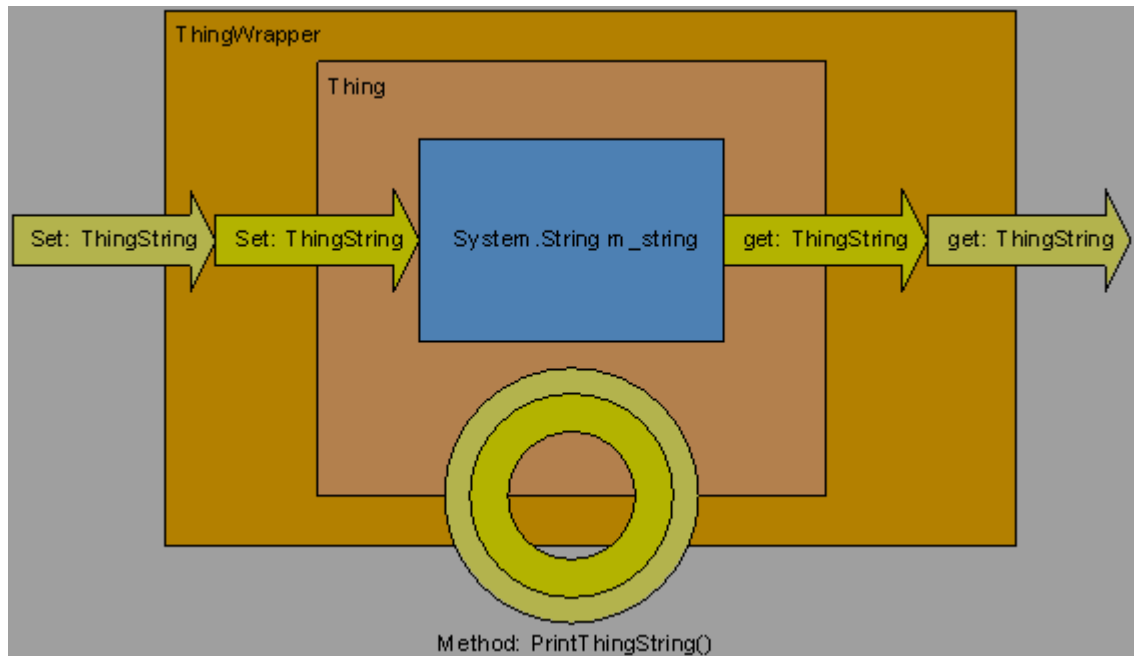 ThingWrapper
Thing
Set: ThingString
Set: ThingString
System.String m_string
get: ThingString
get: ThingString
Method: PrintThingString()